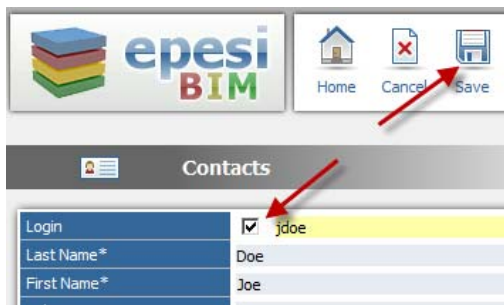 epesi
BIM
Home Cancel Save
Contacts
Login jdoe
Last Name* Doe
First Name* Joe